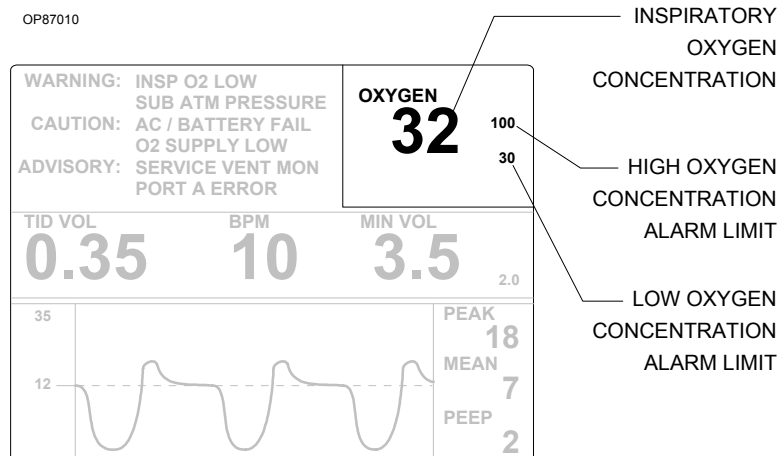 OP87010
INSPIRATORY
OXYGEN
CONCENTRATION
WARNING: INSP O2 LOW
SUB ATM PRESSURE
CAUTION: AC / BATTERY FAIL
O2 SUPPLY LOW
ADVISORY: SERVICE VENT MON
PORT A ERROR
OXYGEN
32
100
30
HIGH OXYGEN
CONCENTRATION
ALARM LIMIT
TID VOL
0.35
BPM
10
MIN VOL
3.5
2.0
LOW OXYGEN
CONCENTRATION
ALARM LIMIT
35
12
PEAK
18
MEAN
7
PEEP
2